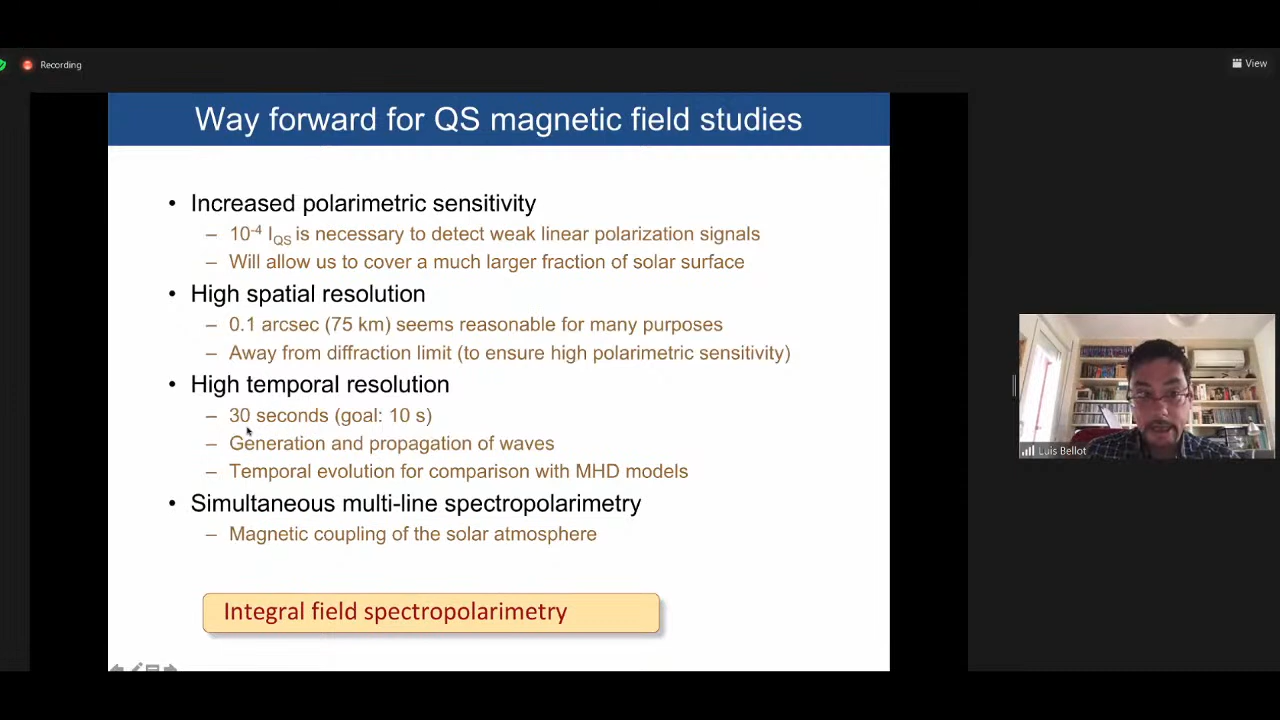 Recording
View
Way forward for QS magnetic field studies
• Increased polarimetric sensitivity
– 10-4 IQS is necessary to detect weak linear polarization signals
– Will allow us to cover a much larger fraction of solar surface
• High spatial resolution
– 0.1 arcsec (75 km) seems reasonable for many purposes
– Away from diffraction limit (to ensure high polarimetric sensitivity)
• High temporal resolution
– 30 seconds (goal: 10 s)
– Generation and propagation of waves
– Temporal evolution for comparison with MHD models
• Simultaneous multi-line spectropolarimetry
– Magnetic coupling of the solar atmosphere
Integral field spectropolarimetry
Luis Bellot